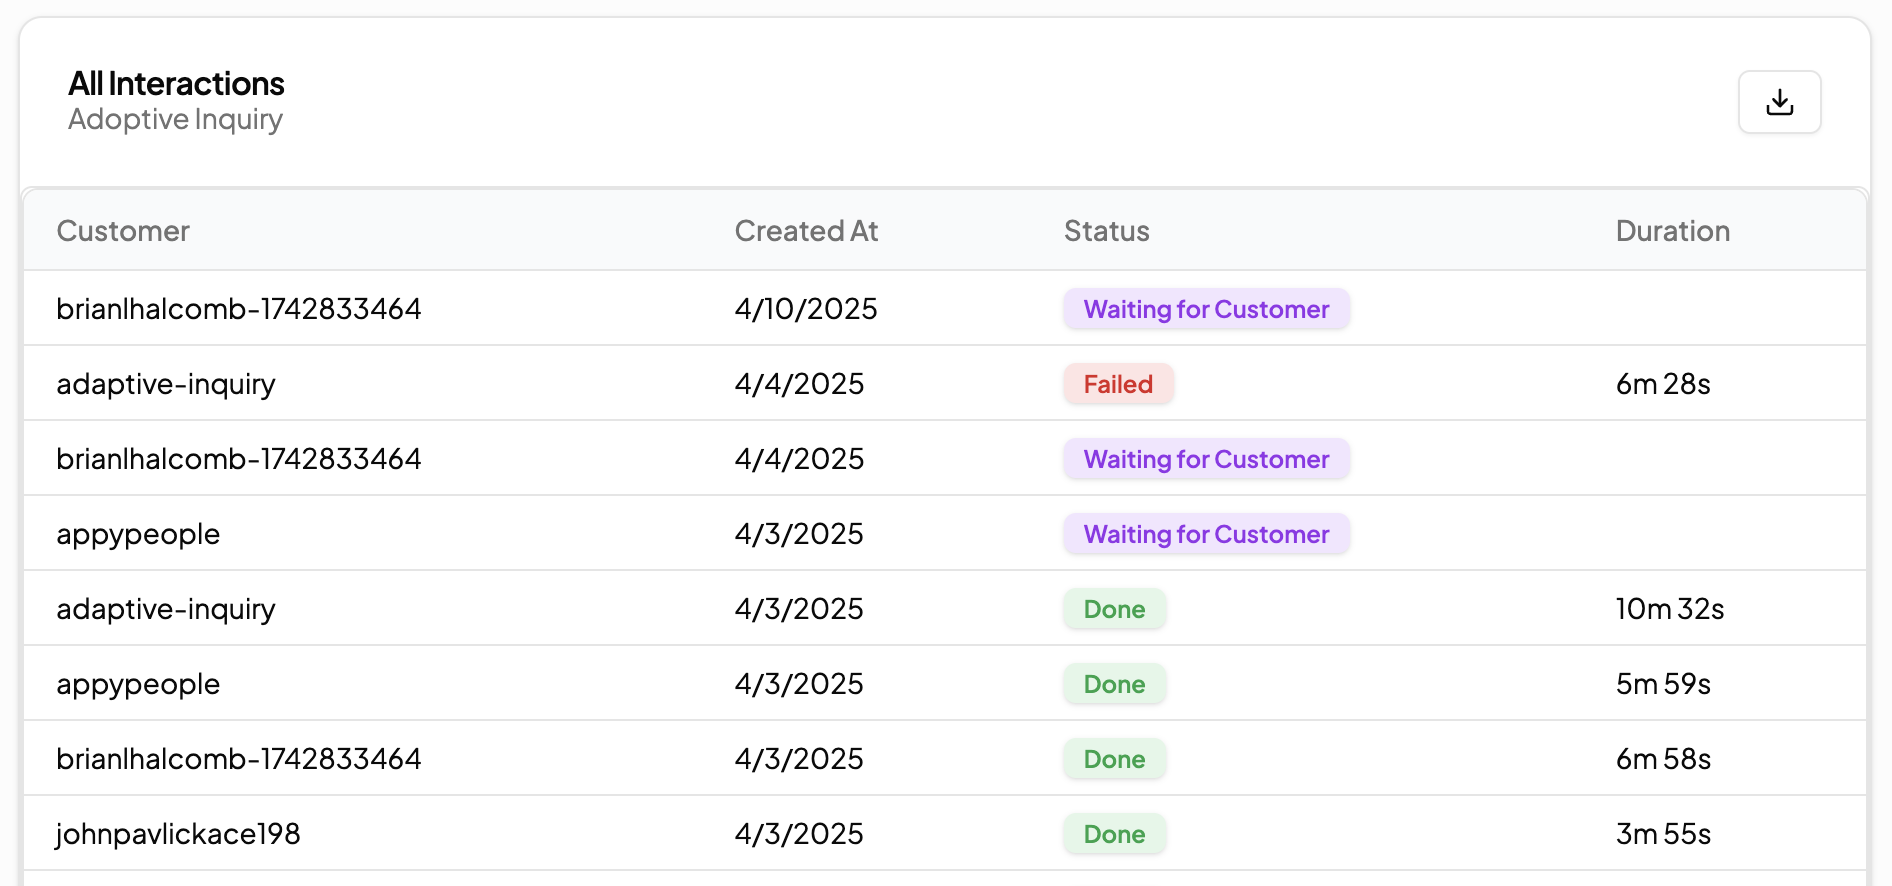 All Interactions
Adoptive Inquiry
Customer Created At Status Duration
brianlhalcomb-1742833464 4/10/2025 Waiting for Customer
adaptive-inquiry 4/4/2025 Failed 6m 28s
brianlhalcomb-1742833464 4/4/2025 Waiting for Customer
appypeople 4/3/2025 Waiting for Customer
adaptive-inquiry 4/3/2025 Done 10m 32s
appypeople 4/3/2025 Done 5m 59s
brianlhalcomb-1742833464 4/3/2025 Done 6m 58s
johnpavlickace198 4/3/2025 Done 3m 55s